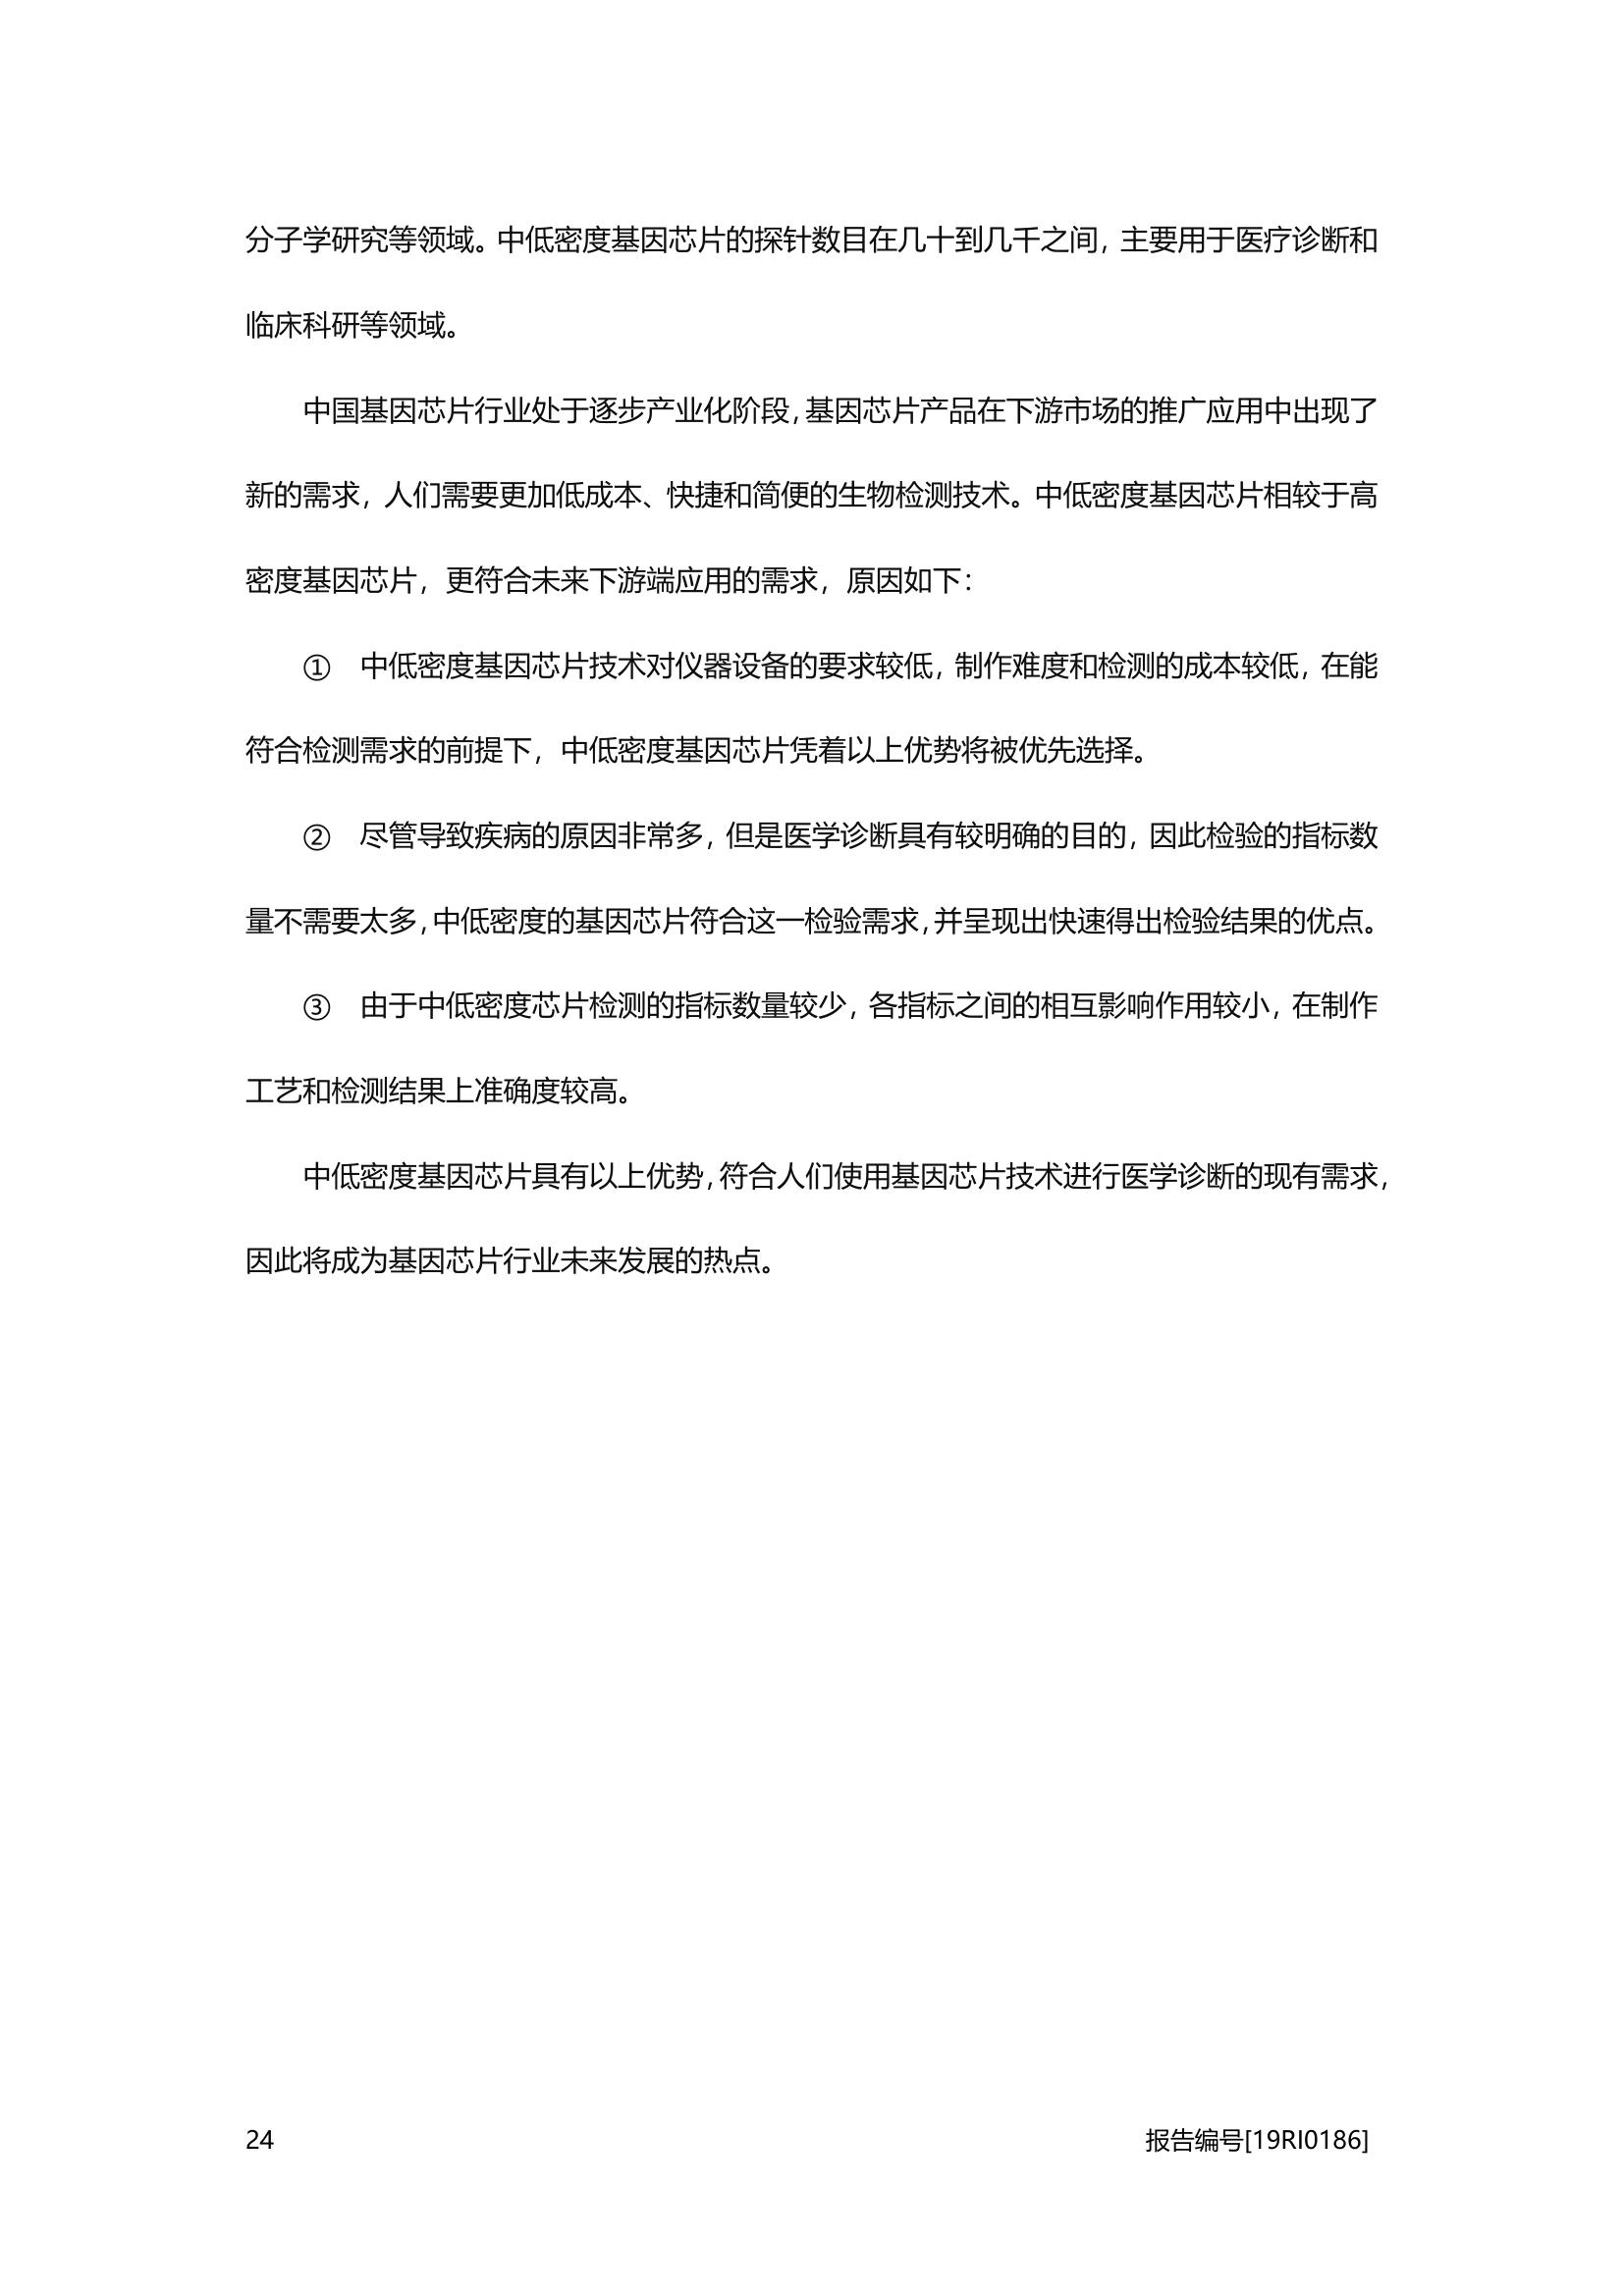 分子学研究等领域。中低密度基因芯片的探针数目在几十到几千之间，主要用于医疗诊断和
临床科研等领域。
中国基因芯片行业处于逐步产业化阶段，基因芯片产品在下游市场的推广应用中出现了
新的需求，人们需要更加低成本、快捷和简便的生物检测技术。中低密度基因芯片相较于高
密度基因芯片，更符合未来下游端应用的需求，原因如下：
① 中低密度基因芯片技术对仪器设备的要求较低，制作难度和检测的成本较低，在能
符合检测需求的前提下，中低密度基因芯片凭着以上优势将被优先选择。
② 尽管导致疾病的原因非常多，但是医学诊断具有较明确的目的，因此检验的指标数
量不需要太多，中低密度的基因芯片符合这一检验需求，并呈现出快速得出检验结果的优点。
③ 由于中低密度芯片检测的指标数量较少，各指标之间的相互影响作用较小，在制作
工艺和检测结果上准确度较高。
中低密度基因芯片具有以上优势，符合人们使用基因芯片技术进行医学诊断的现有需求，
因此将成为基因芯片行业未来发展的热点。
24 报告编号[19RI0186]